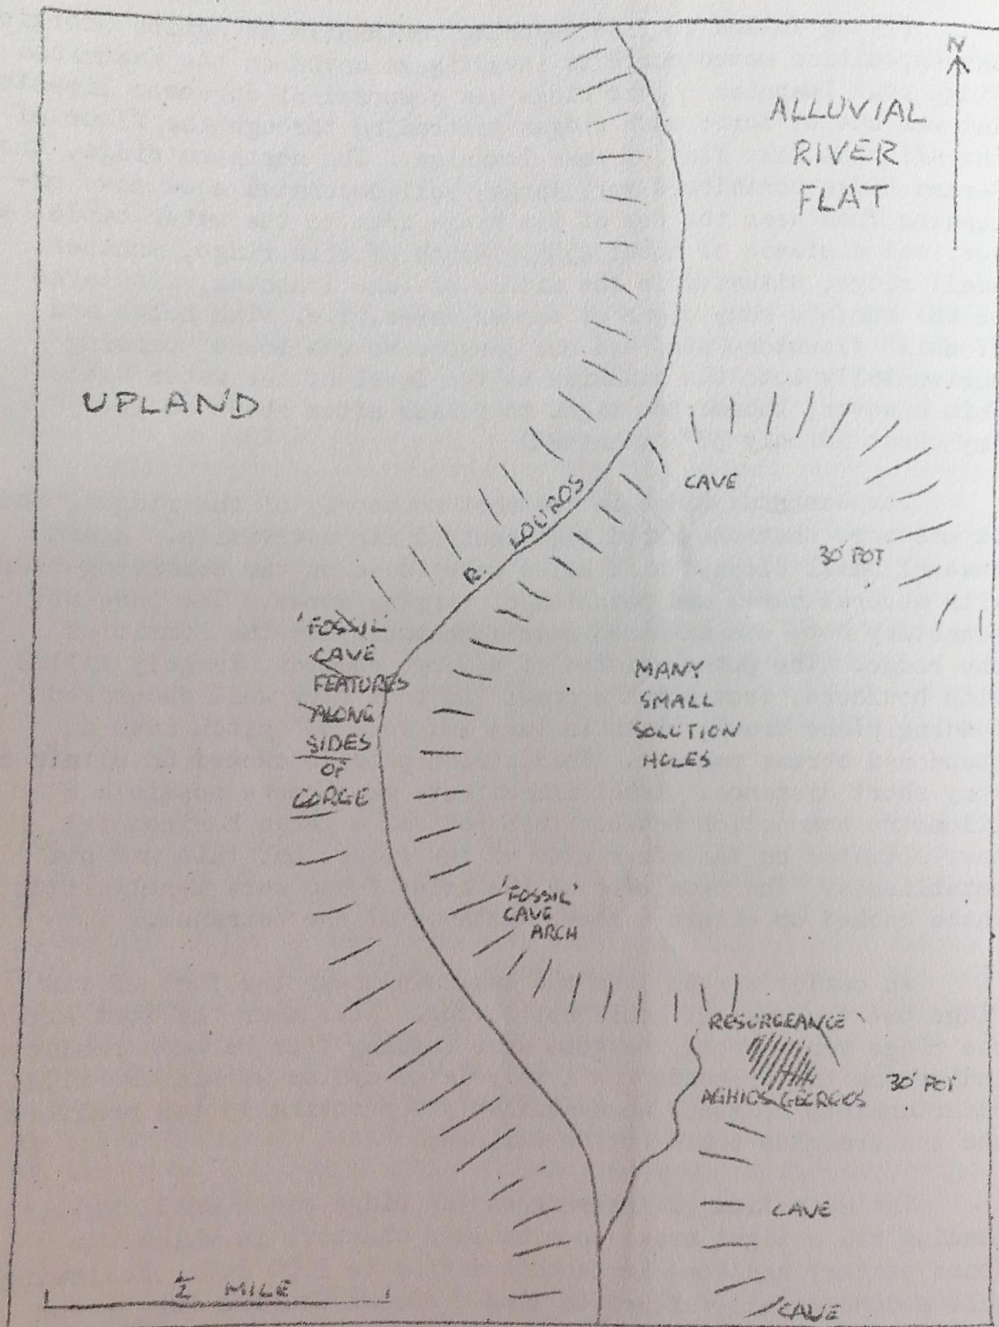 N
ALLUVIAL
RIVER
FLAT
UPLAND
CAVE
R. LOUROS
30' POT
'FOSSIL'
CAVE
FEATURES
ALONG
SIDES
OF
GORGE
MANY
SMALL
SOLUTION
HOLES
'FOSSIL'
CAVE
ARCH
RESURGEANCE
30' POT
AGHIOS GEORGIOS
CAVE
½ MILE
CAVE